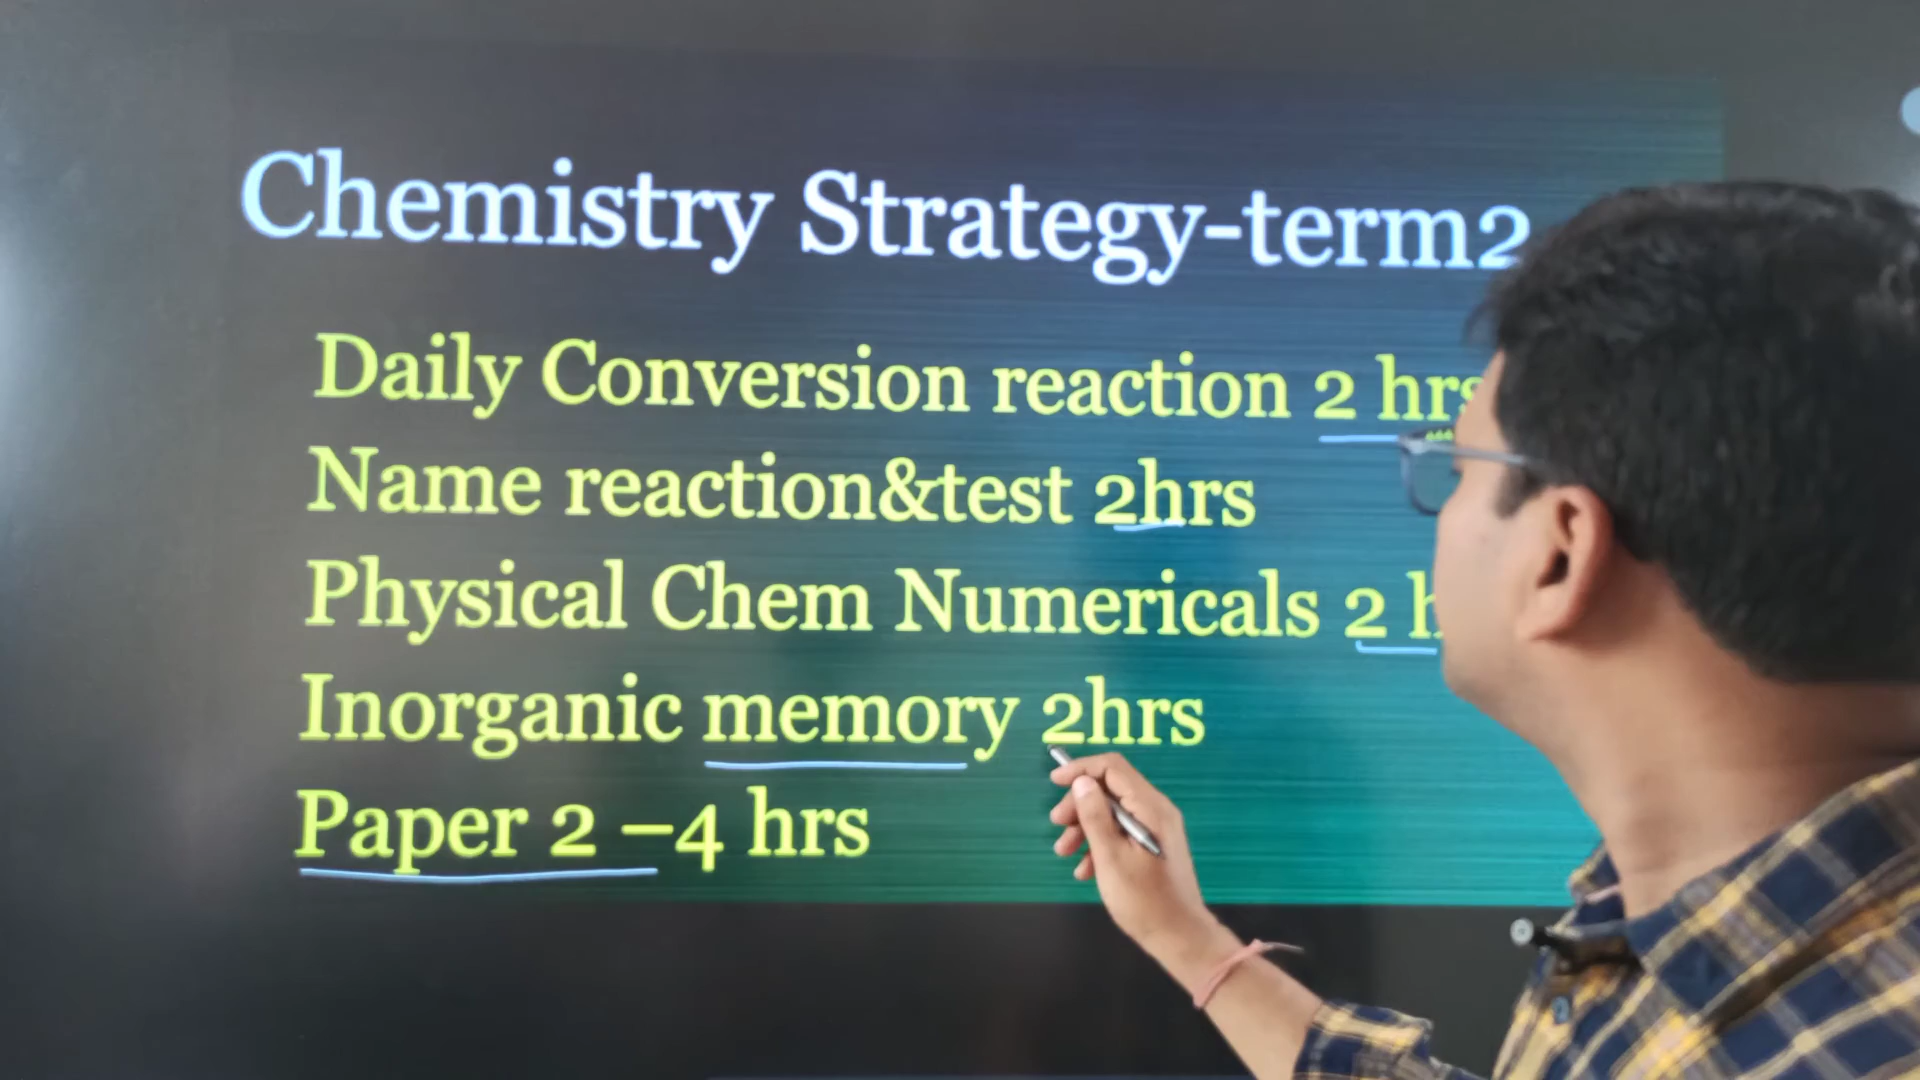 Chemistry Strategy-term2
Daily Conversion reaction 2 hrs
Name reaction&test 2hrs
Physical Chem Numericals 2
Inorganic memory 2hrs
Paper 2 –4 hrs